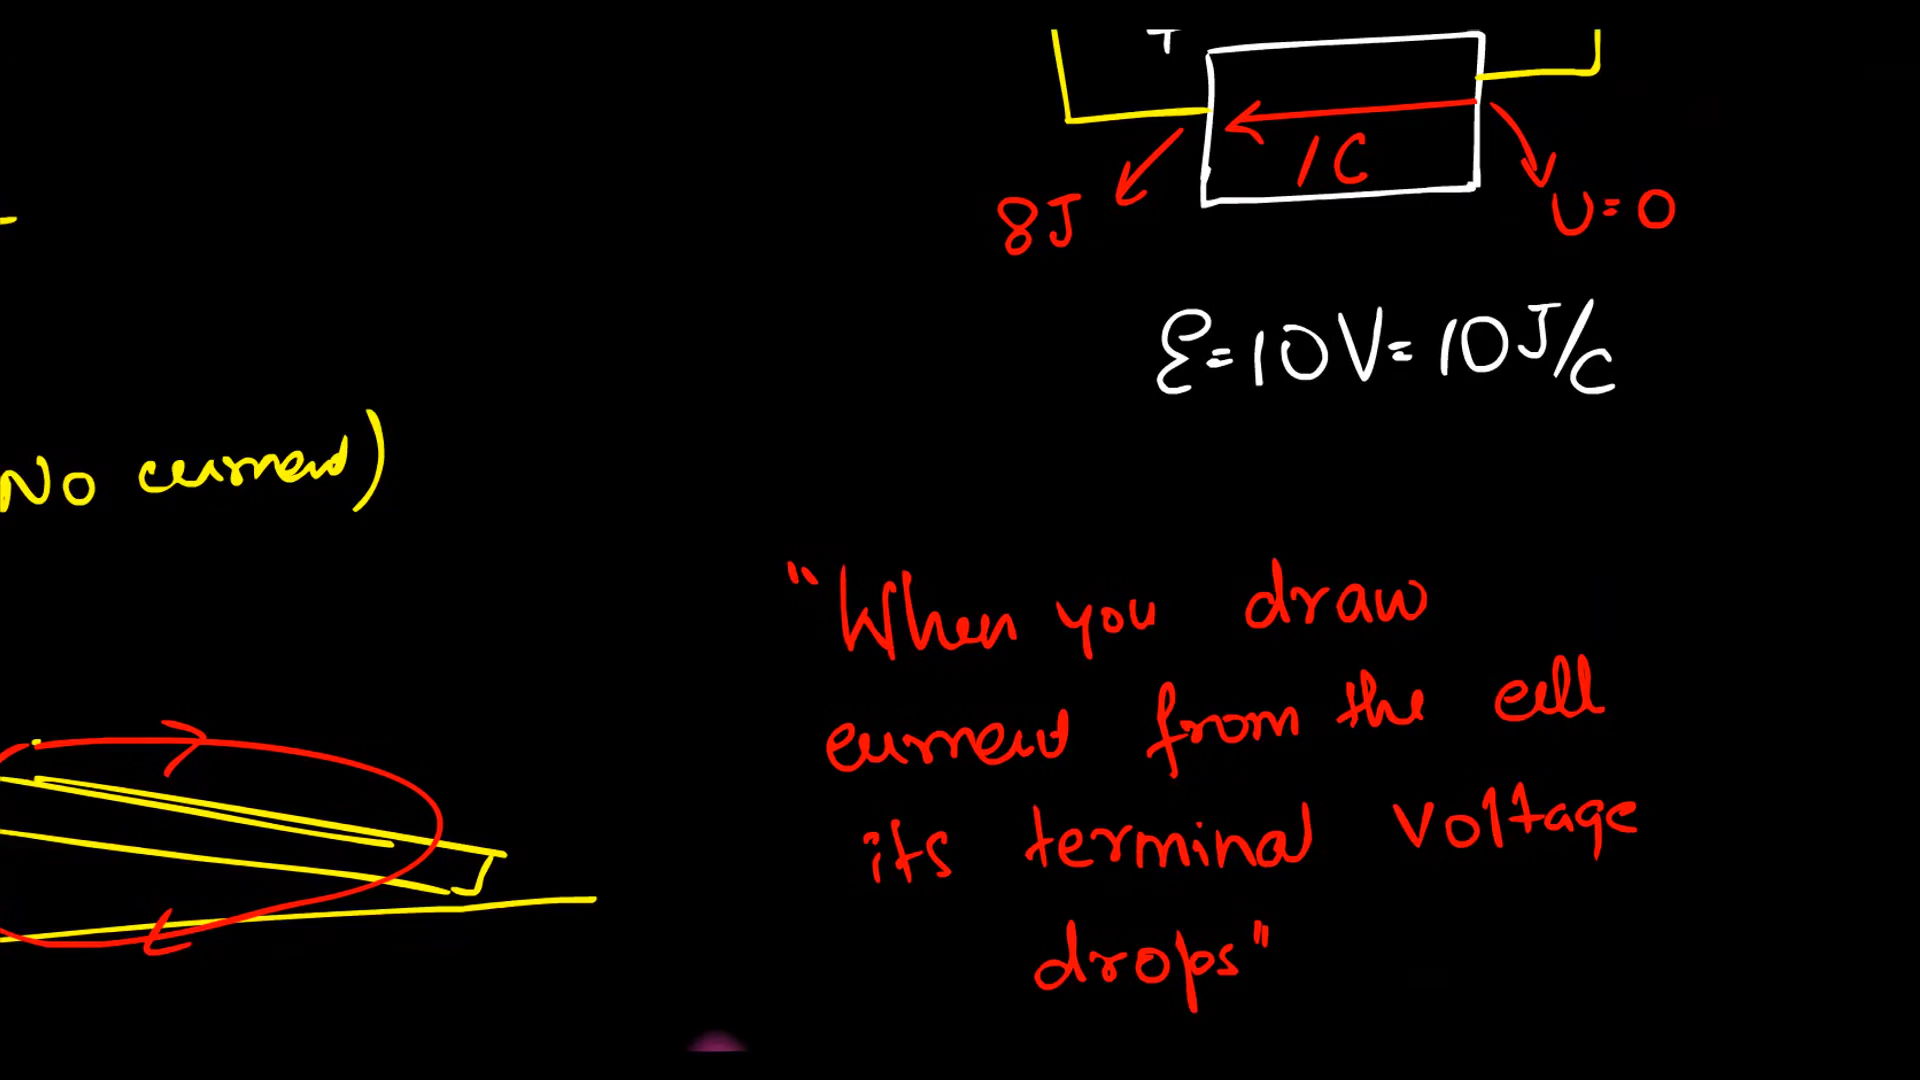 1C
8J
U=0
Ɛ=10V=10J/C
No current)
"When you draw
current from the cell
its terminal voltage
drops"